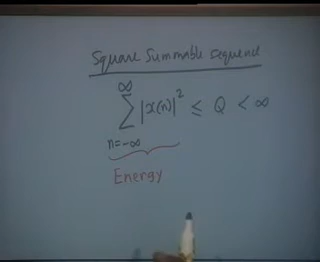 Square Summable sequence
∞
∑ |x(n)|² ≤ Q < ∞
n=-∞
Energy